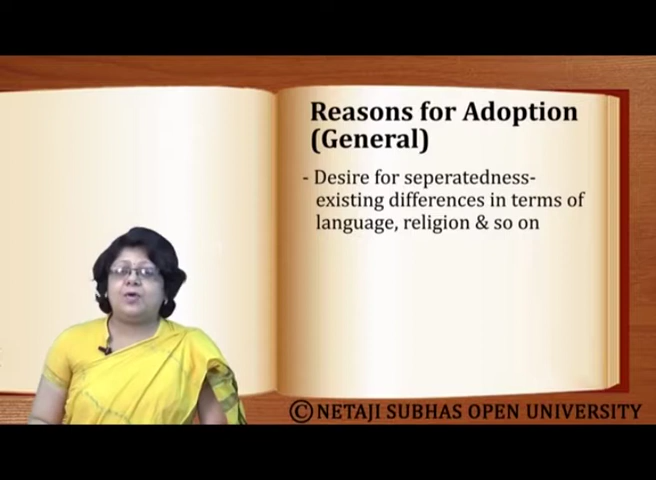 Reasons for Adoption
(General)
- Desire for seperatedness-
existing differences in terms of
language, religion & so on
© NETAJI SUBHAS OPEN UNIVERSITY